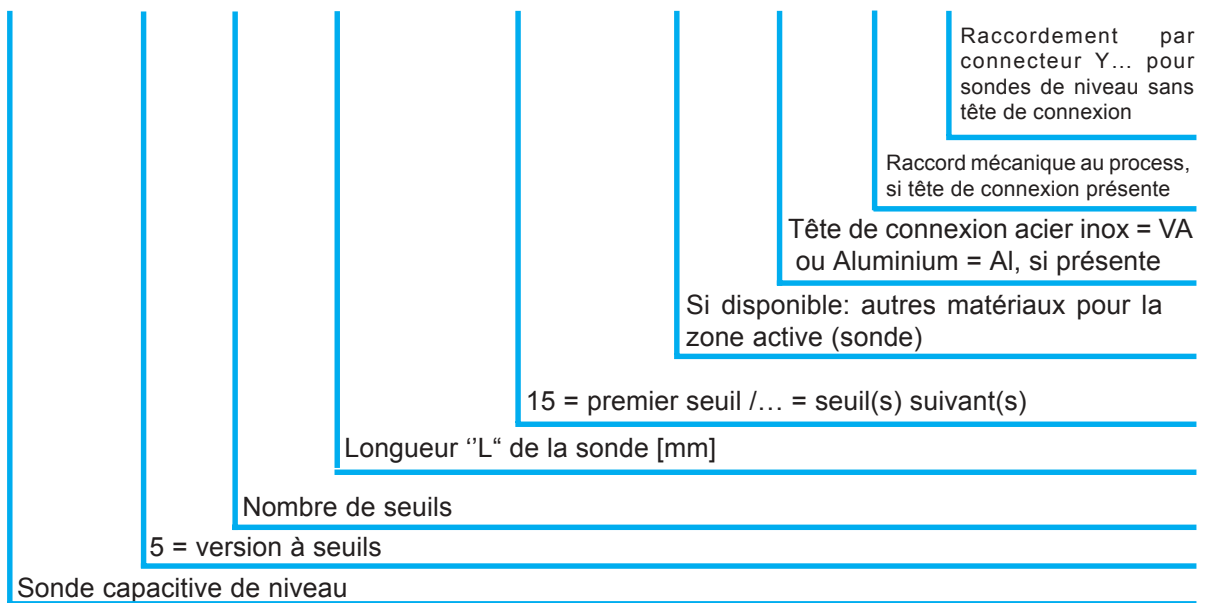 Raccordement par
connecteur Y... pour
sondes de niveau sans
tête de connexion
Raccord mécanique au process,
si tête de connexion présente
Tête de connexion acier inox = VA
ou Aluminium = Al, si présente
Si disponible: autres matériaux pour la
zone active (sonde)
15 = premier seuil /... = seuil(s) suivant(s)
Longueur ‘’L“ de la sonde [mm]
Nombre de seuils
5 = version à seuils
Sonde capacitive de niveau